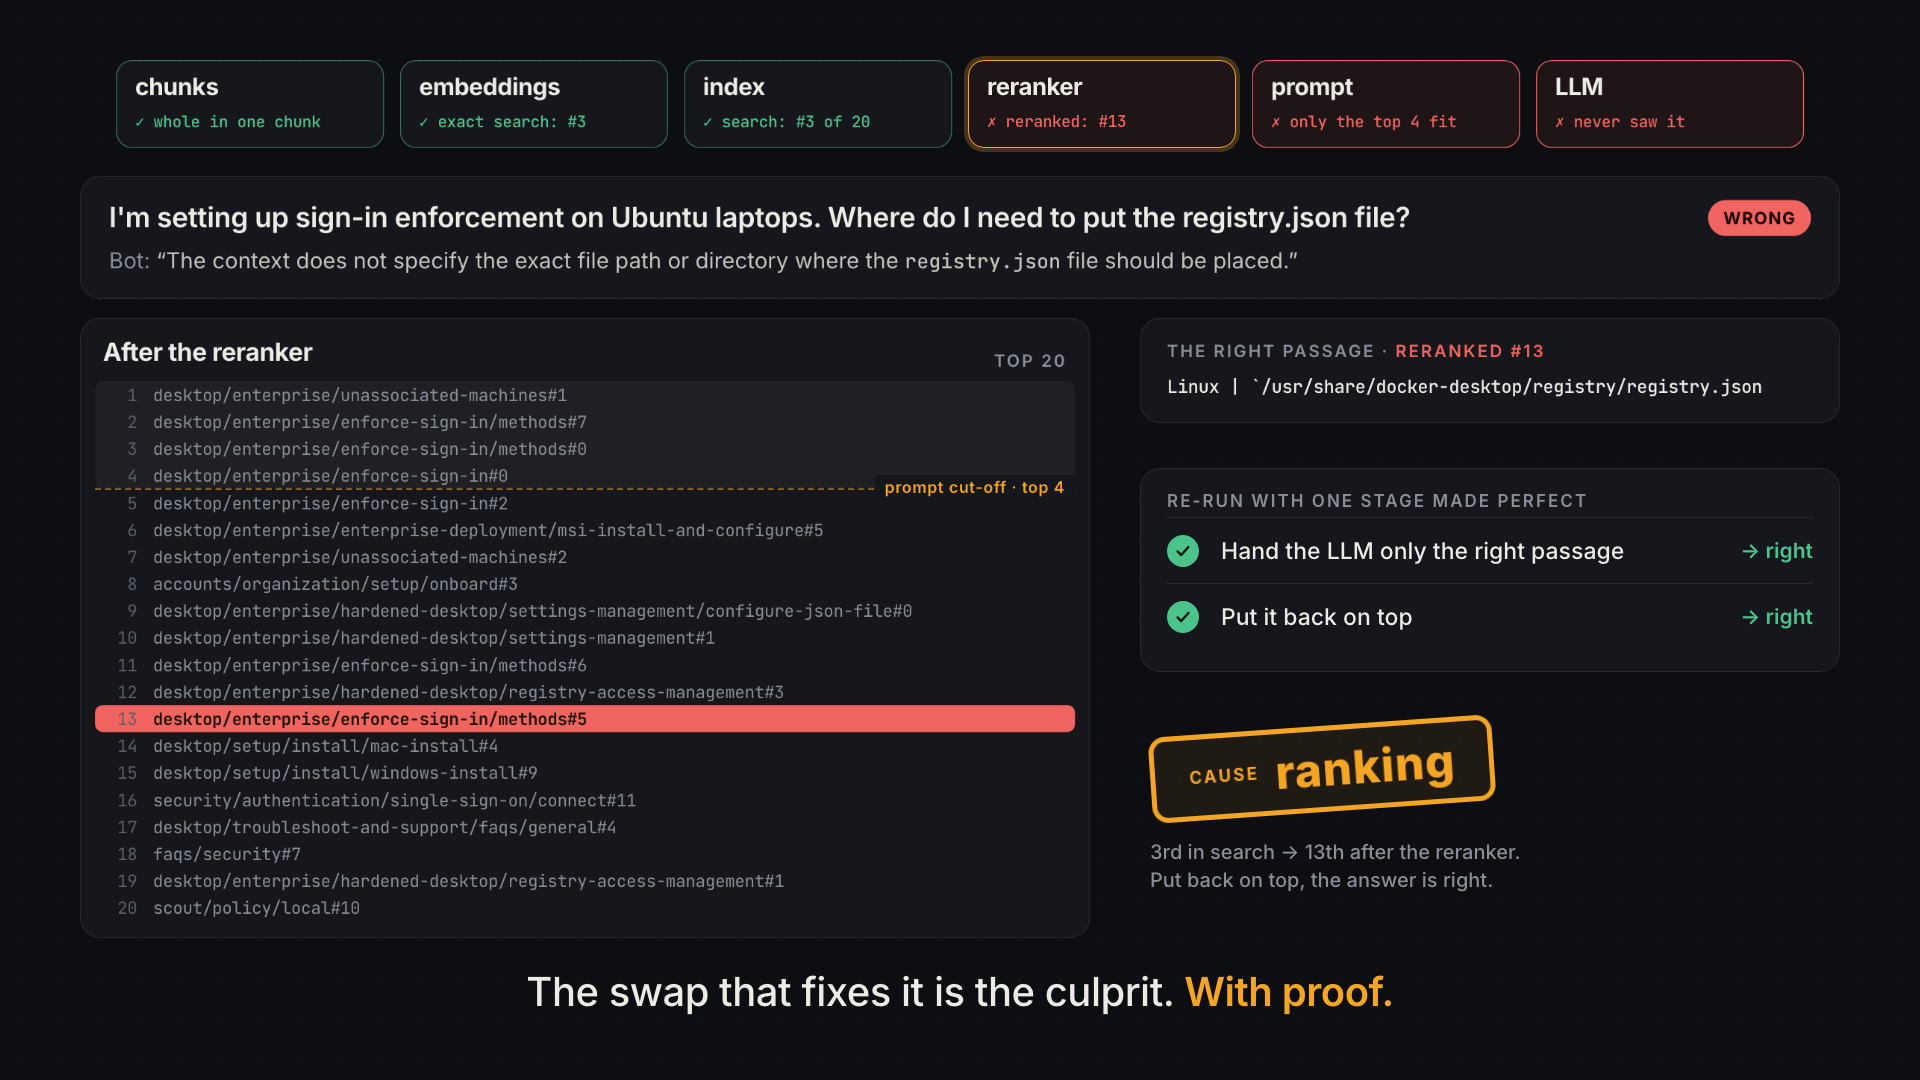 chunks
✓ whole in one chunk
embeddings
✓ exact search: #3
index
✓ search: #3 of 20
reranker
✗ reranked: #13
prompt
✗ only the top 4 fit
LLM
✗ never saw it
I'm setting up sign-in enforcement on Ubuntu laptops. Where do I need to put the registry.json file?
WRONG
Bot: “The context does not specify the exact file path or directory where the registry.json file should be placed.”
After the reranker
TOP 20
1 desktop/enterprise/unassociated-machines#1
2 desktop/enterprise/enforce-sign-in/methods#7
3 desktop/enterprise/enforce-sign-in/methods#0
4 desktop/enterprise/enforce-sign-in#0
prompt cut-off · top 4
5 desktop/enterprise/enforce-sign-in#2
6 desktop/enterprise/enterprise-deployment/msi-install-and-configure#5
7 desktop/enterprise/unassociated-machines#2
8 accounts/organization/setup/onboard#3
9 desktop/enterprise/hardened-desktop/settings-management/configure-json-file#0
10 desktop/enterprise/hardened-desktop/settings-management#1
11 desktop/enterprise/enforce-sign-in/methods#6
12 desktop/enterprise/hardened-desktop/registry-access-management#3
13 desktop/enterprise/enforce-sign-in/methods#5
14 desktop/setup/install/mac-install#4
15 desktop/setup/install/windows-install#9
16 security/authentication/single-sign-on/connect#11
17 desktop/troubleshoot-and-support/faqs/general#4
18 faqs/security#7
19 desktop/enterprise/hardened-desktop/registry-access-management#1
20 scout/policy/local#10
THE RIGHT PASSAGE · RERANKED #13
Linux | `/usr/share/docker-desktop/registry/registry.json
RE-RUN WITH ONE STAGE MADE PERFECT
Hand the LLM only the right passage → right
Put it back on top → right
CAUSE ranking
3rd in search → 13th after the reranker.
Put back on top, the answer is right.
The swap that fixes it is the culprit. With proof.